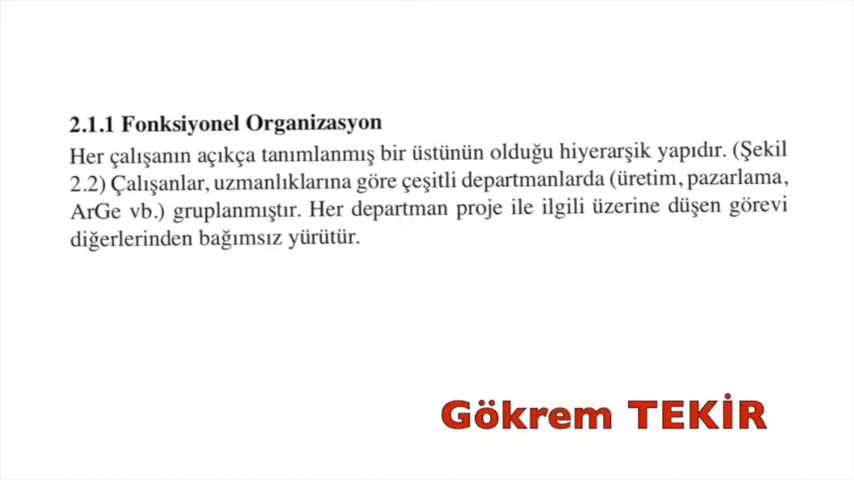 2.1.1 Fonksiyonel Organizasyon
Her çalışanın açıkça tanımlanmış bir üstünün olduğu hiyerarşik yapıdır. (Şekil
2.2) Çalışanlar, uzmanlıklarına göre çeşitli departmanlarda (üretim, pazarlama,
ArGe vb.) gruplanmıştır. Her departman proje ile ilgili üzerine düşen görevi
diğerlerinden bağımsız yürütür.
Gökrem TEKİR